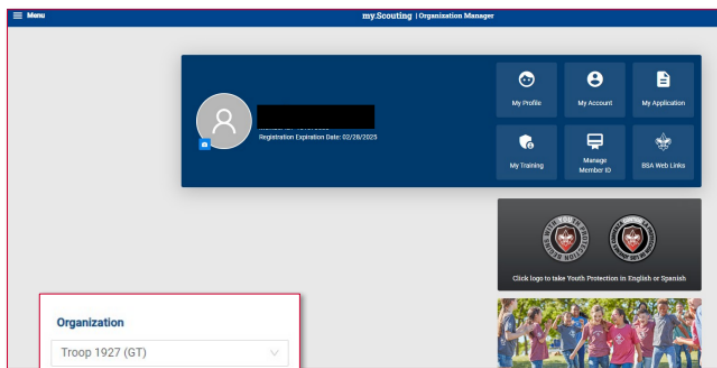 Menu
my.Scouting | Organization Manager
My Profile
My Account
My Application
Registration Expiration Date: 02/28/2025
My Training
Manage
Member ID
BSA Web Links
Click logo to take Youth Protection in English or Spanish
Organization
Troop 1927 (GT)